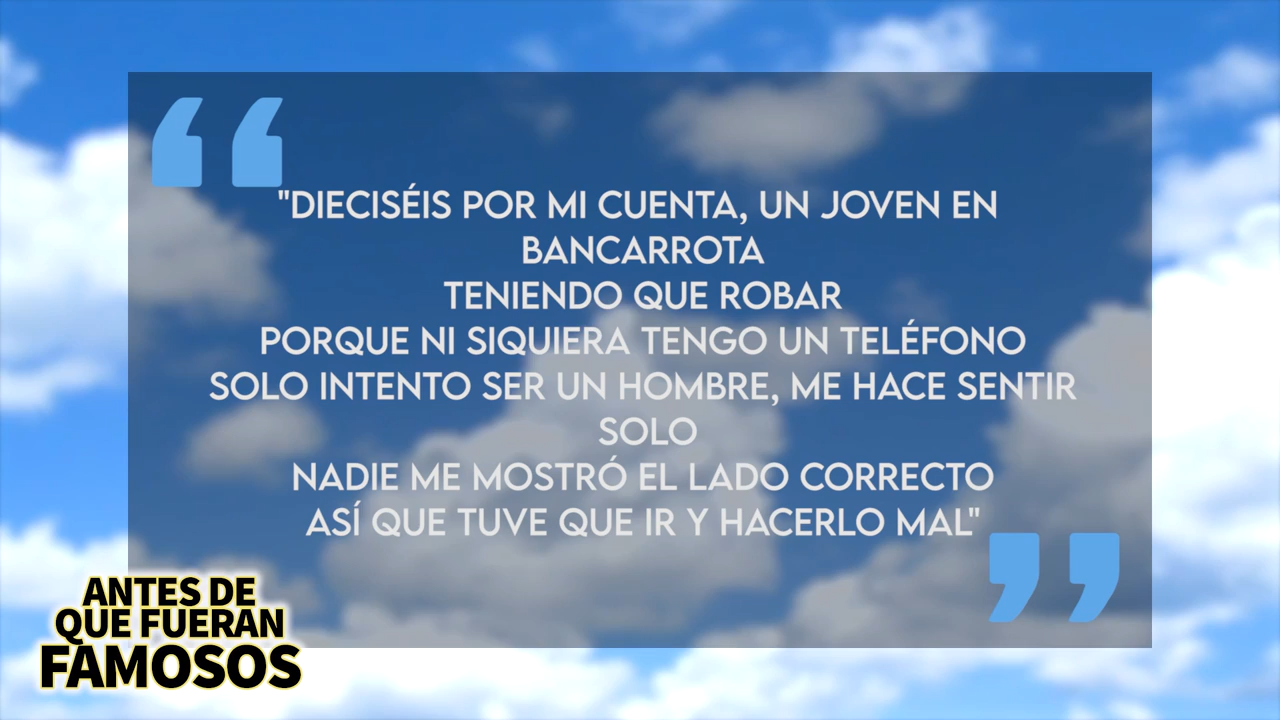 "DIECISÉIS POR MI CUENTA, UN JOVEN EN
BANCARROTA
TENIENDO QUE ROBAR
PORQUE NI SIQUIERA TENGO UN TELÉFONO
SOLO INTENTO SER UN HOMBRE, ME HACE SENTIR
SOLO
NADIE ME MOSTRÓ EL LADO CORRECTO
ASÍ QUE TUVE QUE IR Y HACERLO MAL"
ANTES DE
QUE FUERAN
FAMOSOS